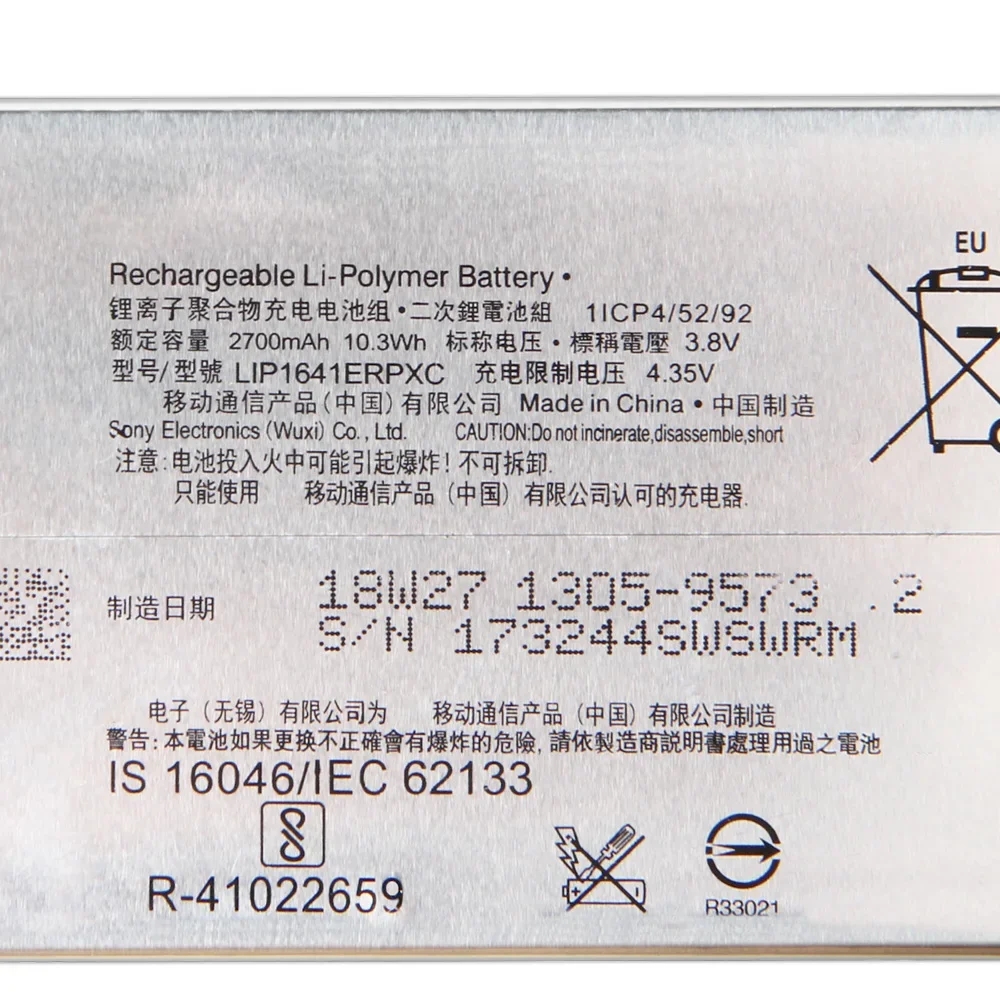 EU
Rechargeable Li-Polymer Battery •
锂离子聚合物充电电池组 • 二次鋰電池組 1ICP4/52/92
额定容量 2700mAh 10.3Wh 标称电压 • 標稱電壓 3.8V
型号/型號 LIP1641ERPXC 充电限制电压 4.35V
移动通信产品(中国)有限公司 Made in China • 中国制造
Sony Electronics (Wuxi) Co., Ltd. CAUTION:Do not incinerate,disassemble,short
注意:电池投入火中可能引起爆炸!不可拆卸.
只能使用 移动通信产品(中国)有限公司认可的充电器.
制造日期 18W27 1305-9573 .2
S/N 173244SWSWRM
电子(无锡)有限公司为 移动通信产品(中国)有限公司制造
警告:本電池如果更换不正確會有爆炸的危險,請依製造商説明書處理用過之電池
IS 16046/IEC 62133
R-41022659
R33021